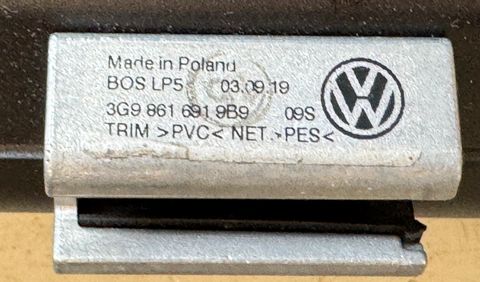 Made in Poland
BOS LP5 03.09.19
3G9 861 691 9B9 09S
TRIM >PVC< NET >PES<